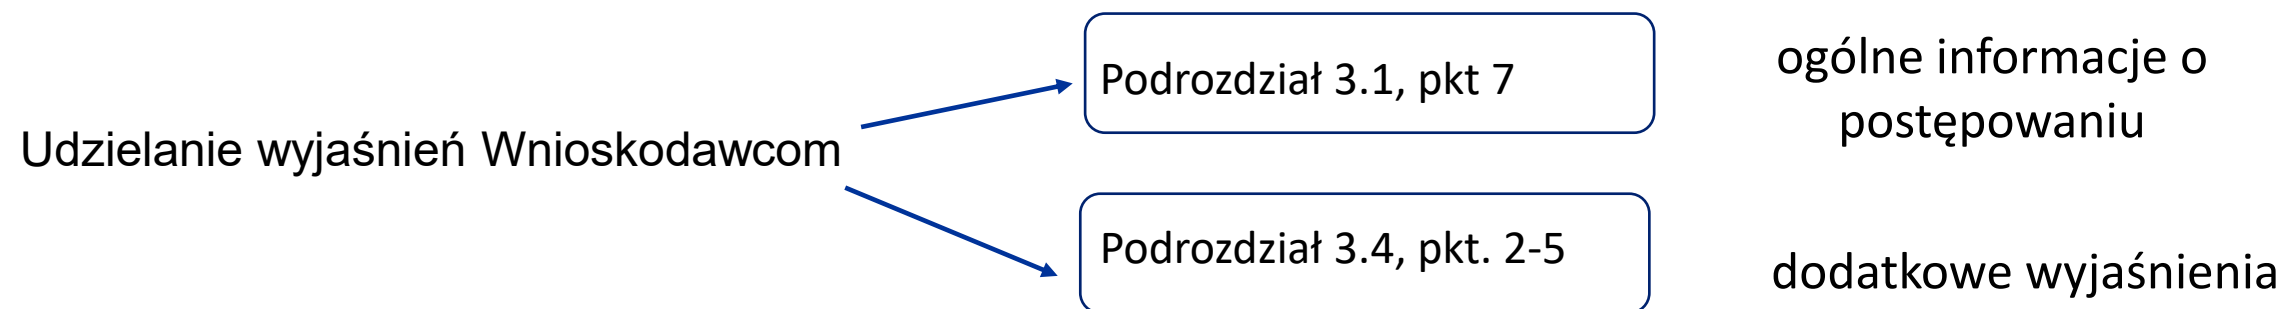 Udzielanie wyjaśnień Wnioskodawcom
Podrozdział 3.1, pkt 7
ogólne informacje o
postępowaniu
Podrozdział 3.4, pkt. 2-5
dodatkowe wyjaśnienia